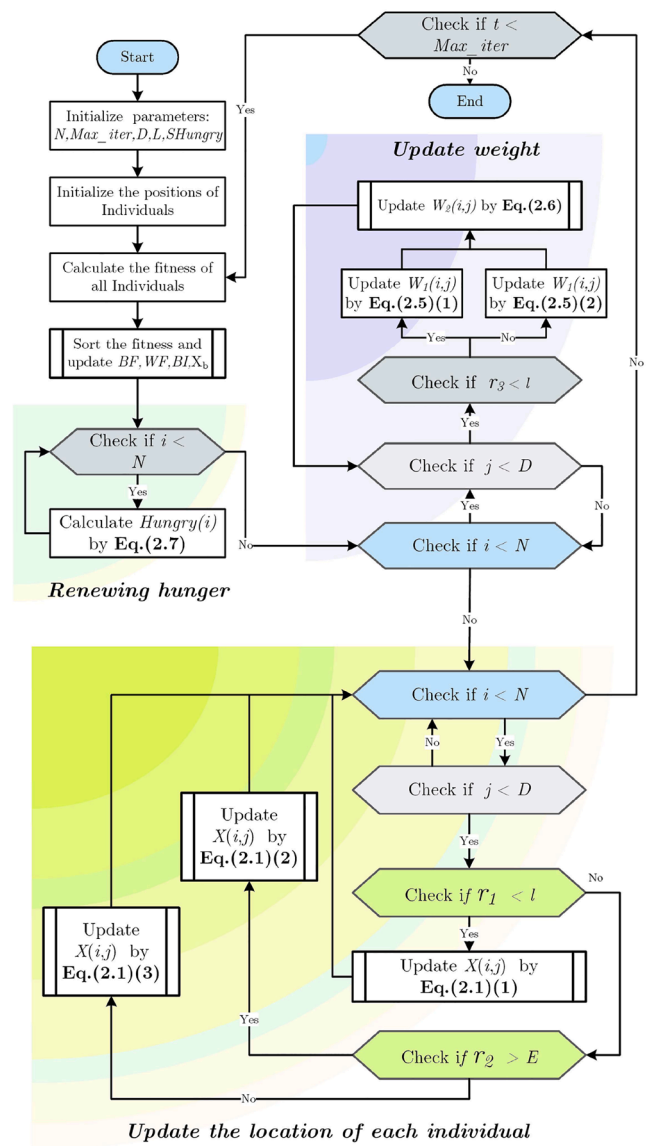 Check if t <
Max_iter
Start
No
End
Yes
Initialize parameters:
N,Max_iter,D,L,SHungry
Initialize the positions of
Individuals
Calculate the fitness of
all Individuals
Sort the fitness and
update BF,WF,BI,Xb
Check if i <
N
Yes
Calculate Hungry(i)
by Eq.(2.7)
No
Renewing hunger
Update weight
Update W2(i,j) by Eq.(2.6)
Update W1(i,j)
by Eq.(2.5)(1)
Update W1(i,j)
by Eq.(2.5)(2)
Yes
No
Check if r3 < l
Yes
Check if j < D
Yes
No
Check if i < N
No
No
Check if i < N
No
Yes
Check if j < D
Yes
Update
X(i,j) by
Eq.(2.1)(2)
Check if r1 < l
No
Yes
Update
X(i,j) by
Eq.(2.1)(3)
Update X(i,j) by
Eq.(2.1)(1)
Yes
Check if r2 > E
No
Update the location of each individual